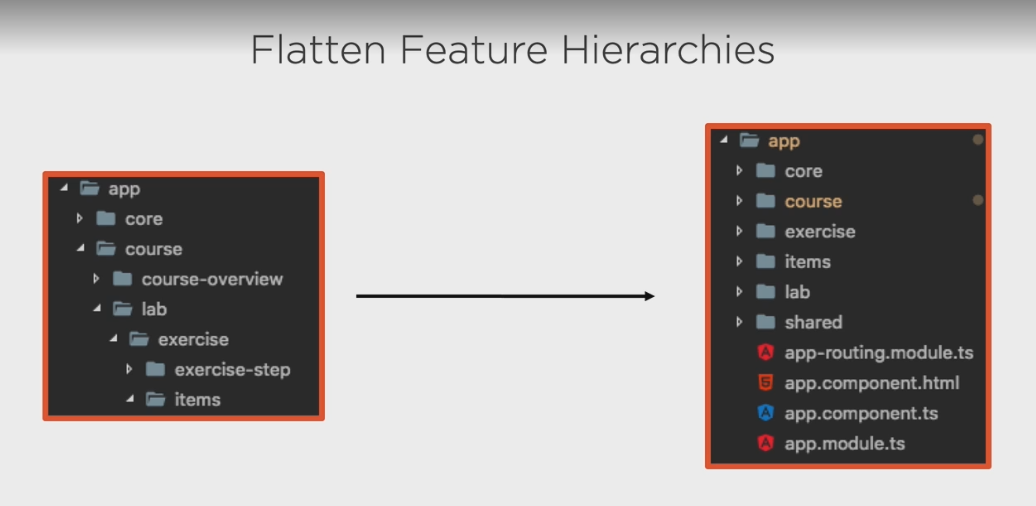 Flatten Feature Hierarchies
app
core
course
course-overview
lab
exercise
exercise-step
items
app
core
course
exercise
items
lab
shared
app-routing.module.ts
app.component.html
app.component.ts
app.module.ts